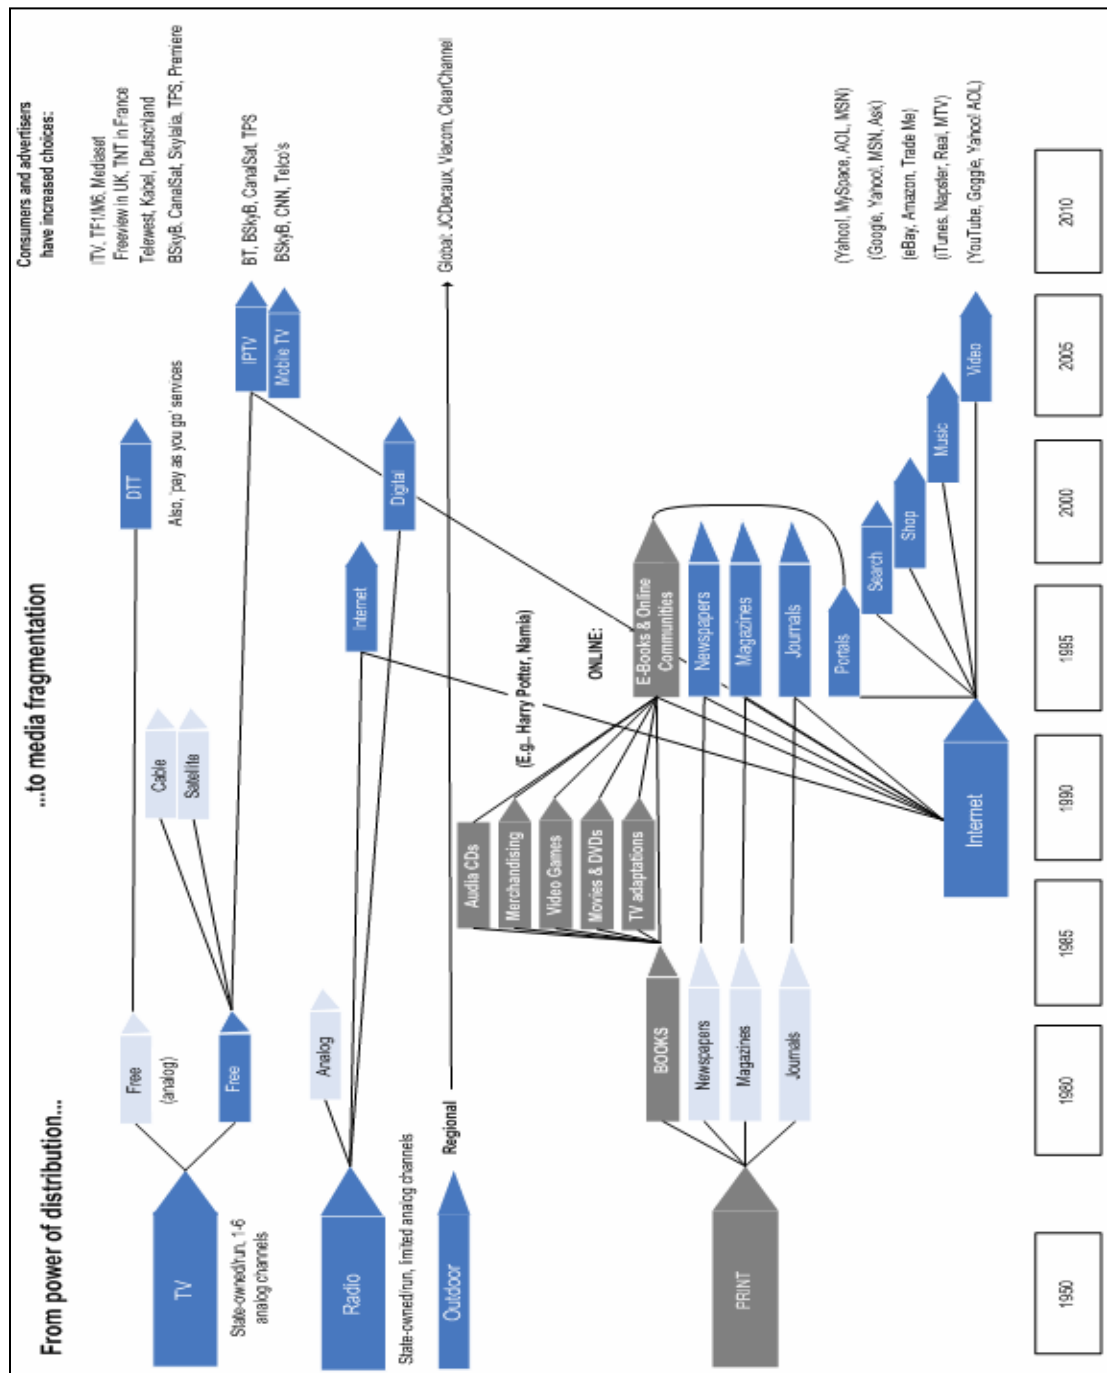 From power of distribution...
...to media fragmentation
Consumers and advertisers
have increased choices:
TV
State-owned/run, 1-6
analog channels
Free
(analog)
Free
Cable
Satellite
DTT
Also, 'pay as you go' services
IPTV
Mobile TV
ITV, TF1/M6, Mediaset
Freeview in UK, TNT in France
Telewest, Kabel, Deutschland
BSkyB, CanalSat, Skylalia, TPS, Premiere
BT, BSkyB, CanalSat, TPS
BSkyB, CNN, Telco's
Radio
State-owned/run, limited analog channels
Analog
Internet
Digital
Outdoor
Regional
Global: JCDecaux, Viacom, ClearChannel
PRINT
BOOKS
Newspapers
Magazines
Journals
Audia CDs
Merchandising
Video Games
Movies & DVDs
TV adaptations
(E.g., Harry Potter, Narnia)
ONLINE:
E-Books & Online
Communities
Newspapers
Magazines
Journals
Internet
Portals
Search
Shop
Music
Video
(Yahoo!, MySpace, AOL, MSN)
(Google, Yahoo!, MSN, Ask)
(eBay, Amazon, Trade Me)
(iTunes, Napster, Real, MTV)
(YouTube, Goggle, Yahoo! AOL)
1950
1980
1985
1990
1995
2000
2005
2010